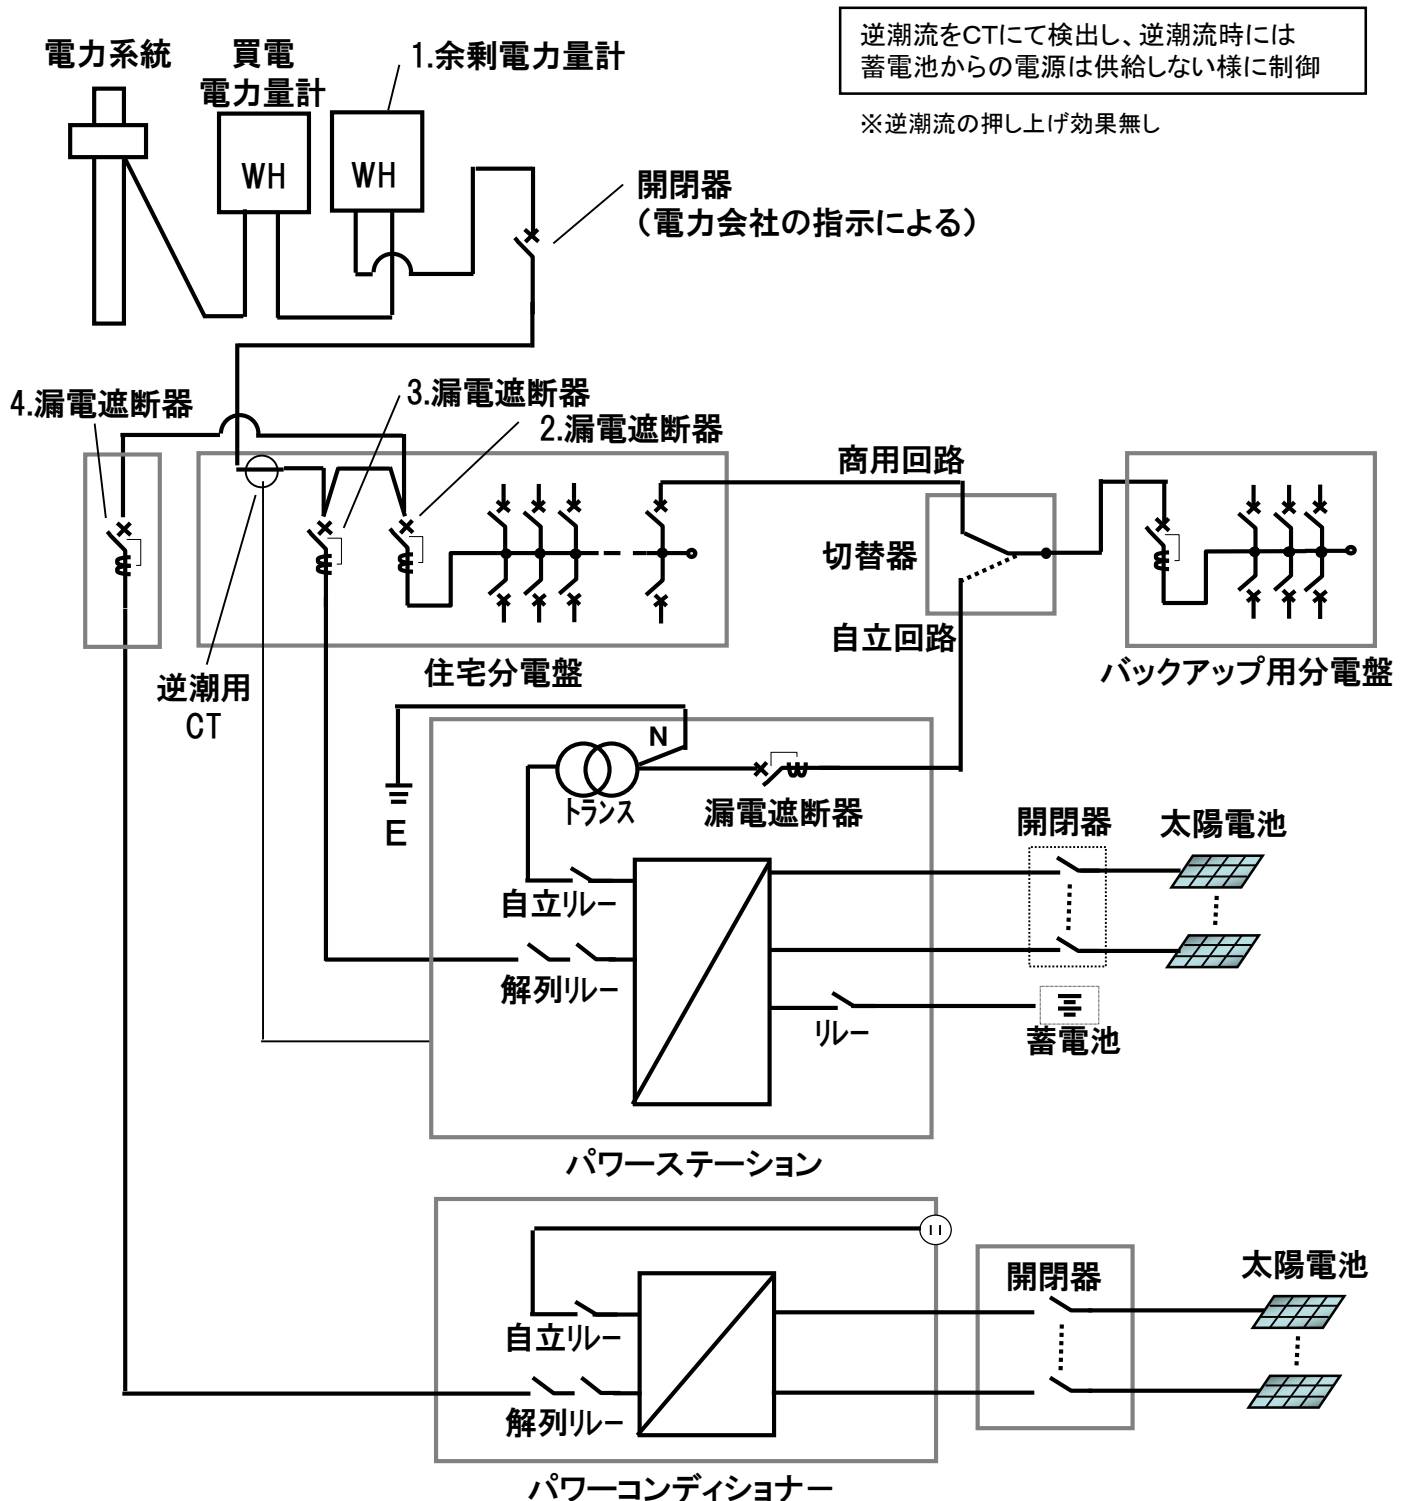 逆潮流をCTにて検出し、逆潮流時には
蓄電池からの電源は供給しない様に制御
※逆潮流の押し上げ効果無し
電力系統
買電
電力量計
1.余剰電力量計
WH
WH
開閉器
（電力会社の指示による）
4.漏電遮断器
3.漏電遮断器
2.漏電遮断器
商用回路
切替器
自立回路
住宅分電盤
バックアップ用分電盤
逆潮用
CT
N
E
トランス
漏電遮断器
開閉器
太陽電池
自立リレー
解列リレー
リレー
蓄電池
パワーステーション
開閉器
太陽電池
自立リレー
解列リレー
パワーコンディショナー